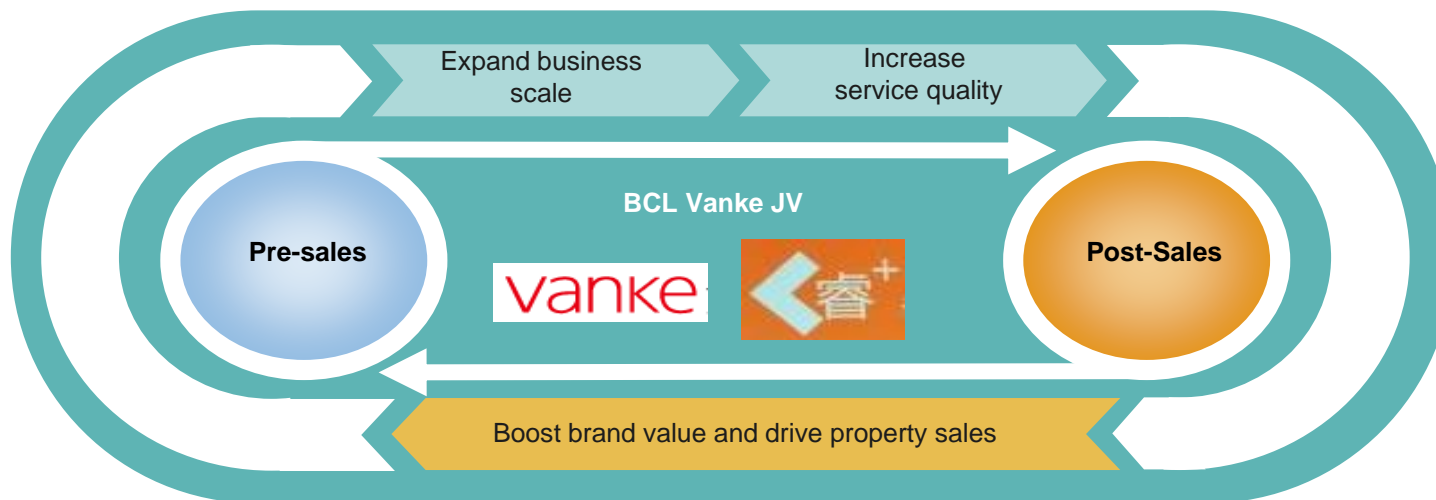 Expand business
scale
Increase
service quality
BCL Vanke JV
Pre-sales
Post-Sales
vanke
睿+
Boost brand value and drive property sales